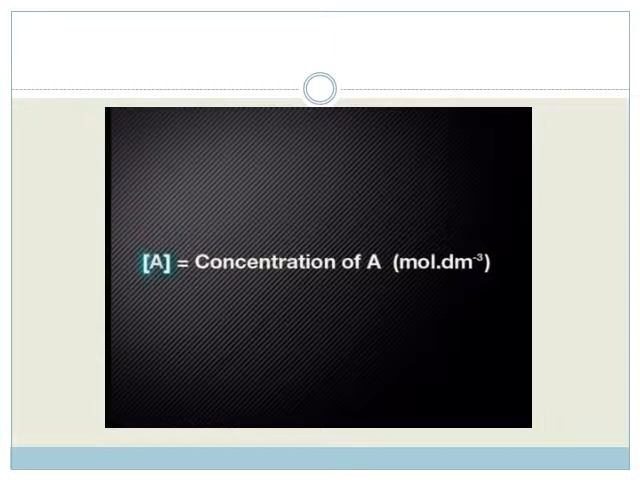 [A] = Concentration of A (mol.dm⁻³)